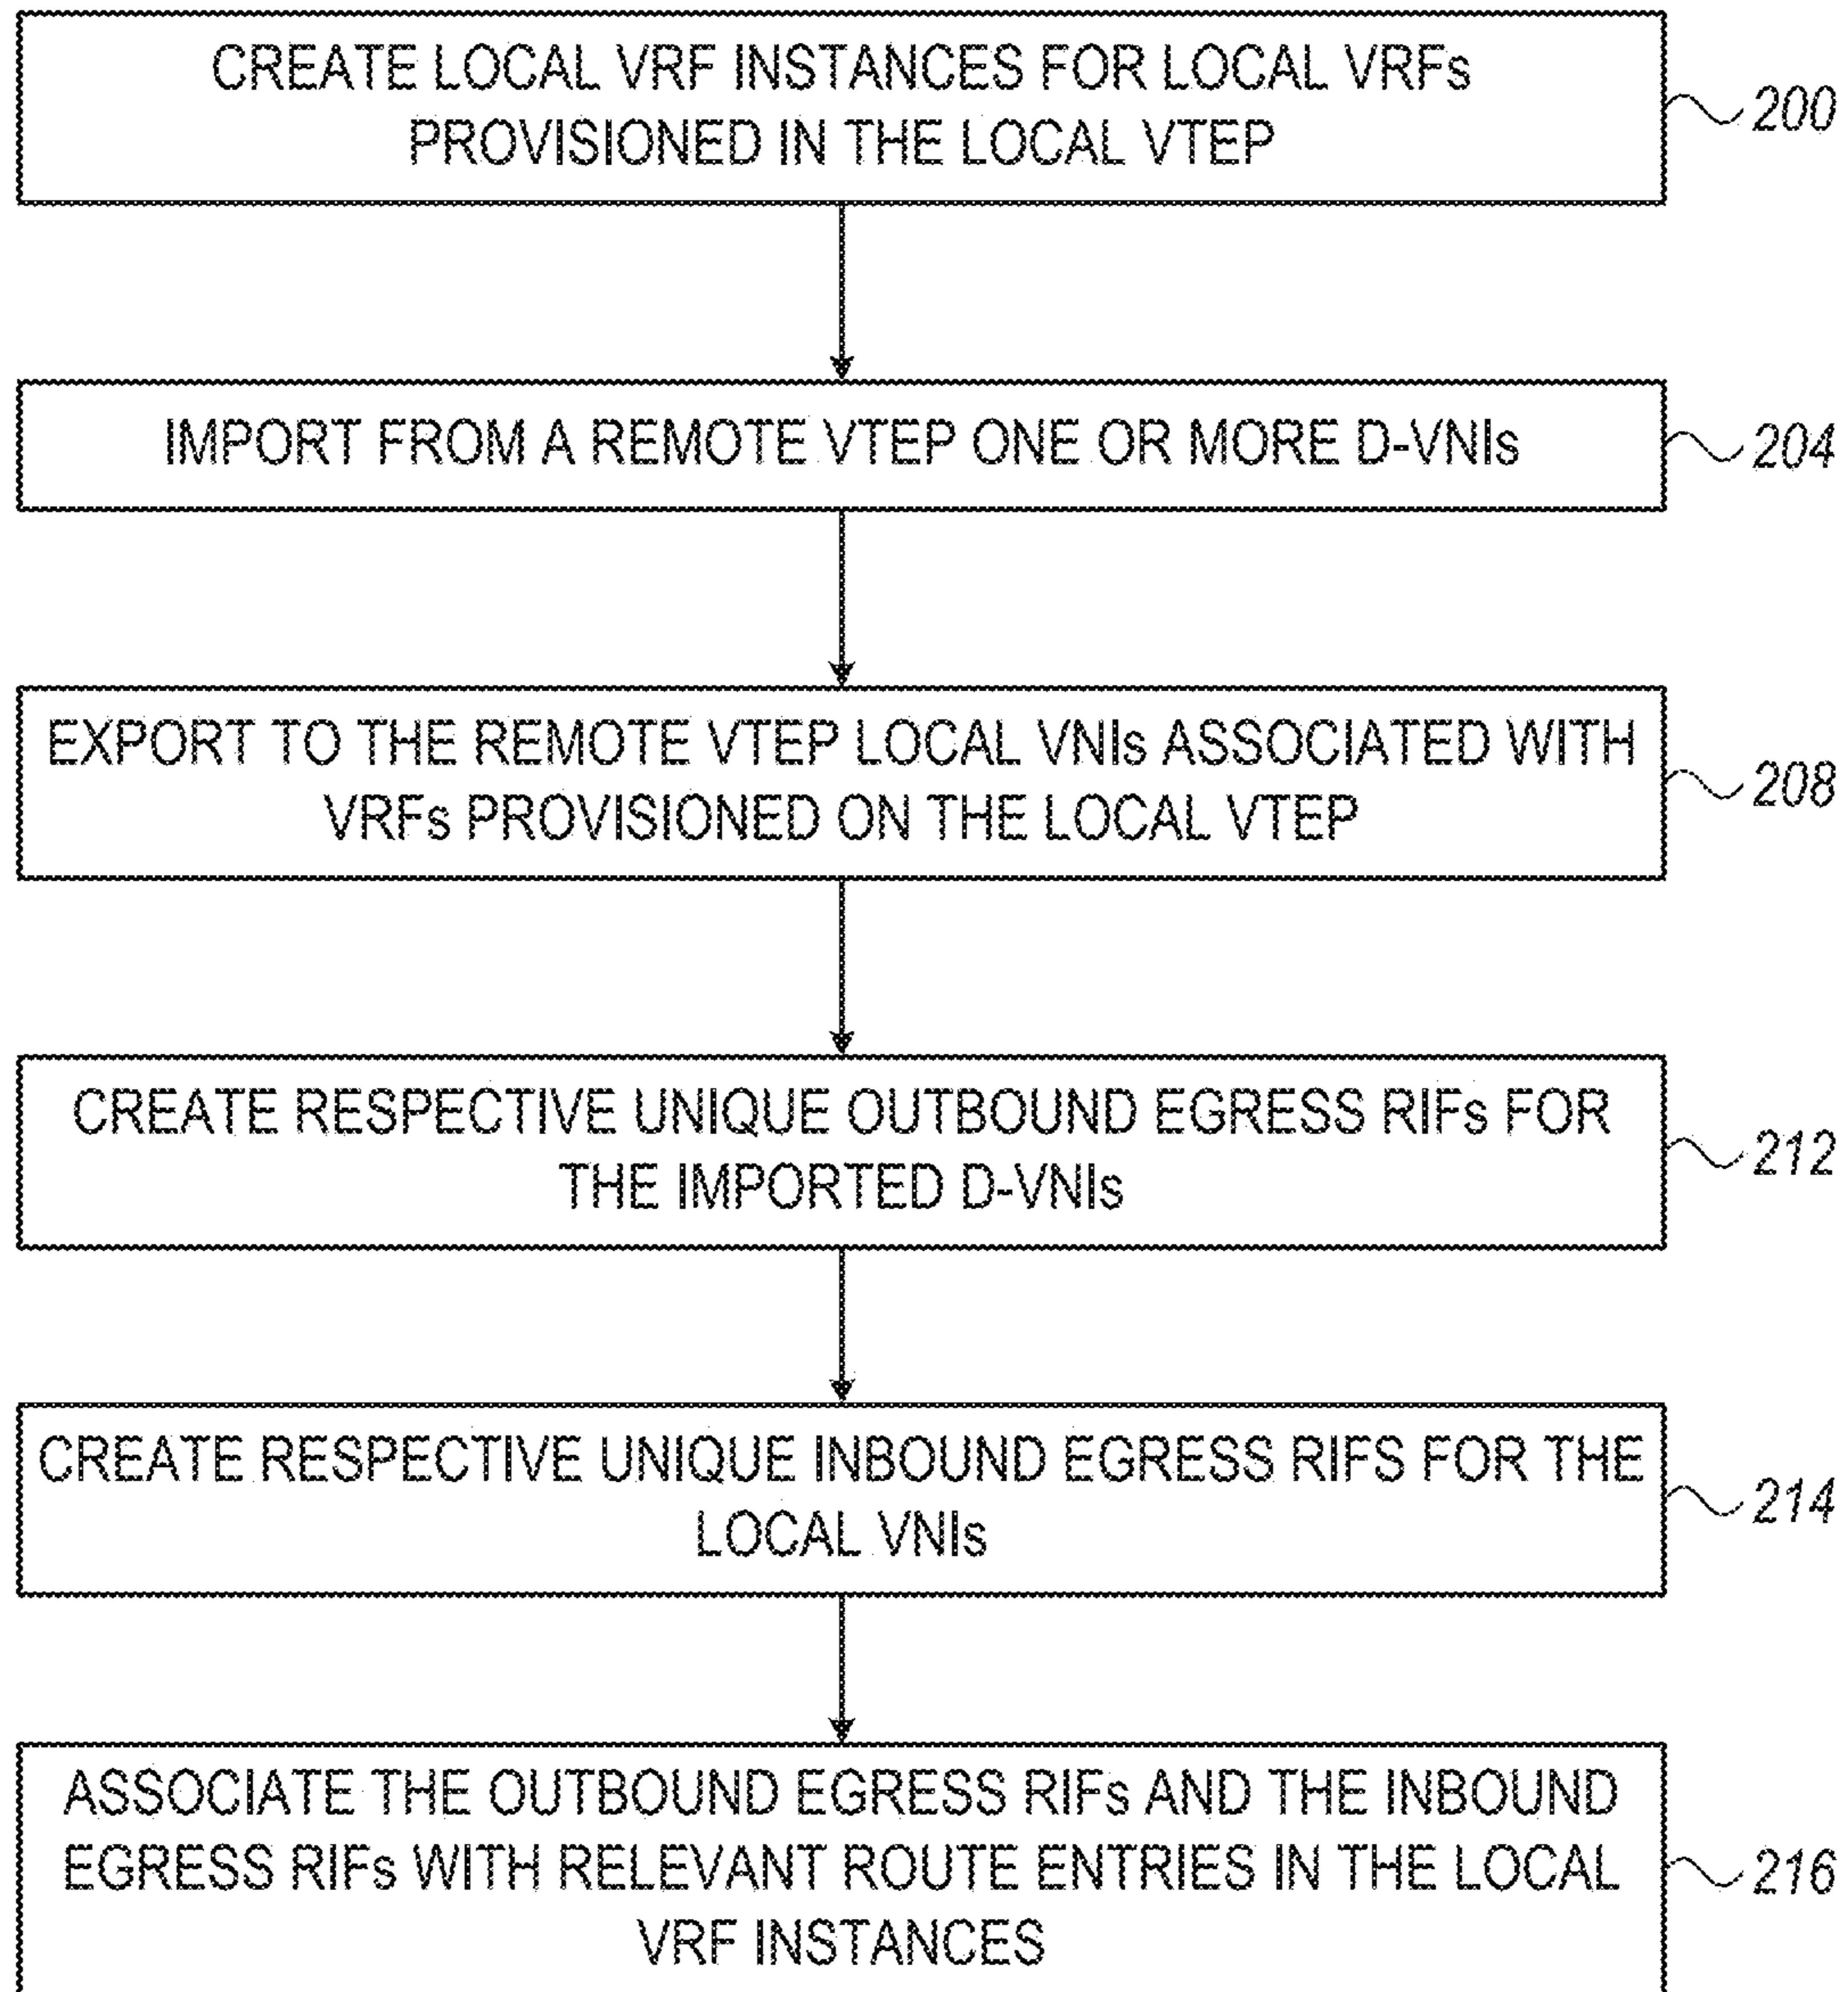 CREATE LOCAL VRF INSTANCES FOR LOCAL VRFs
PROVISIONED IN THE LOCAL VTEP
200
IMPORT FROM A REMOTE VTEP ONE OR MORE D-VNIs
204
EXPORT TO THE REMOTE VTEP LOCAL VNIs ASSOCIATED WITH
VRFs PROVISIONED ON THE LOCAL VTEP
208
CREATE RESPECTIVE UNIQUE OUTBOUND EGRESS RIFs FOR
THE IMPORTED D-VNIs
212
CREATE RESPECTIVE UNIQUE INBOUND EGRESS RIFS FOR THE
LOCAL VNIs
214
ASSOCIATE THE OUTBOUND EGRESS RIFs AND THE INBOUND
EGRESS RIFs WITH RELEVANT ROUTE ENTRIES IN THE LOCAL
VRF INSTANCES
216